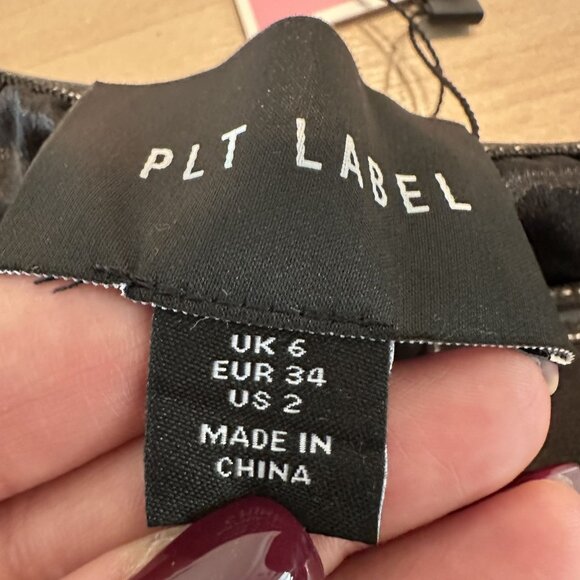 PLT LABEL
UK 6
EUR 34
US 2
MADE IN
CHINA